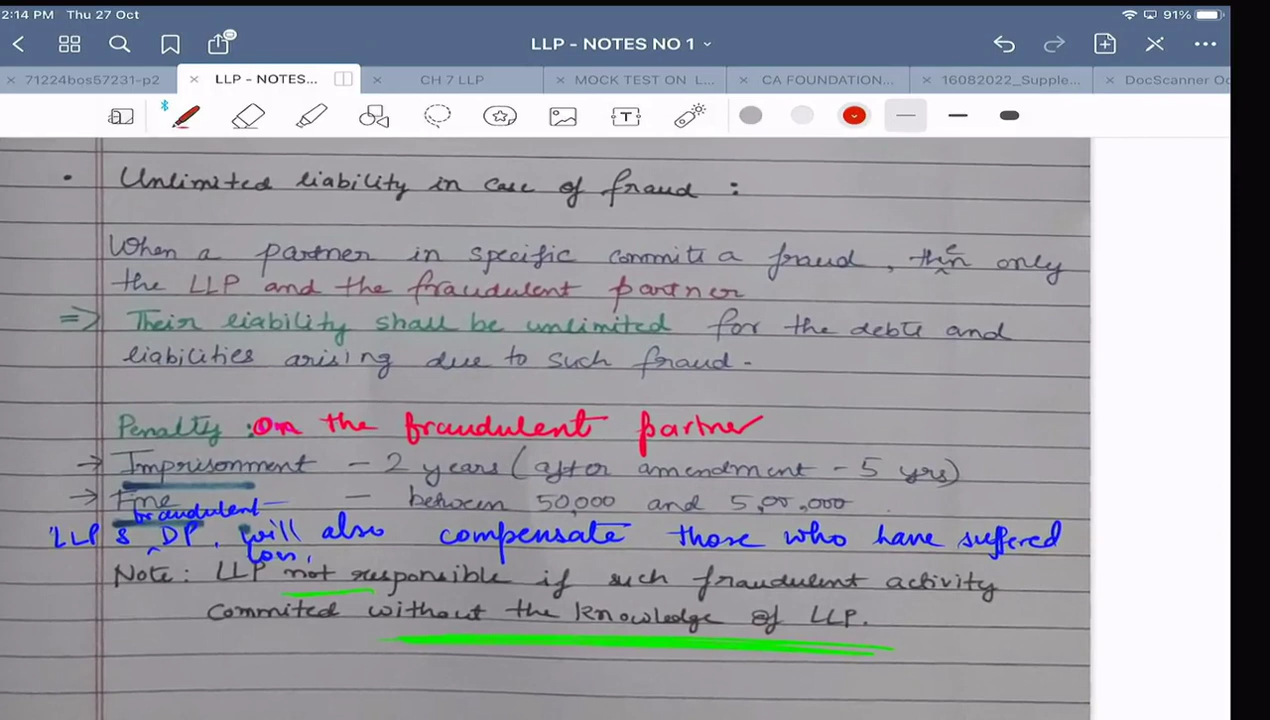 2:14 PM Thu 27 Oct
91%
LLP - NOTES NO 1
71224bos57231-p2
LLP - NOTES...
CH 7 LLP
MOCK TEST ON L...
CA FOUNDATION...
16082022_Supple...
DocScanner Oc
Unlimited liability in case of fraud :
When a partner in specific commits a fraud, then only
the LLP and the fraudulent partner
=> Their liability shall be unlimited for the debts and
liabilities arising due to such fraud.
Penalty : On the fraudulent partner
→ Imprisonment - 2 years (after amendment - 5 yrs)
→ Fine - between 50,000 and 5,00,000
fraudulent
LLP & DP, will also compensate those who have suffered
loss.
Note: LLP not responsible if such fraudulent activity
Commited without the knowledge of LLP.